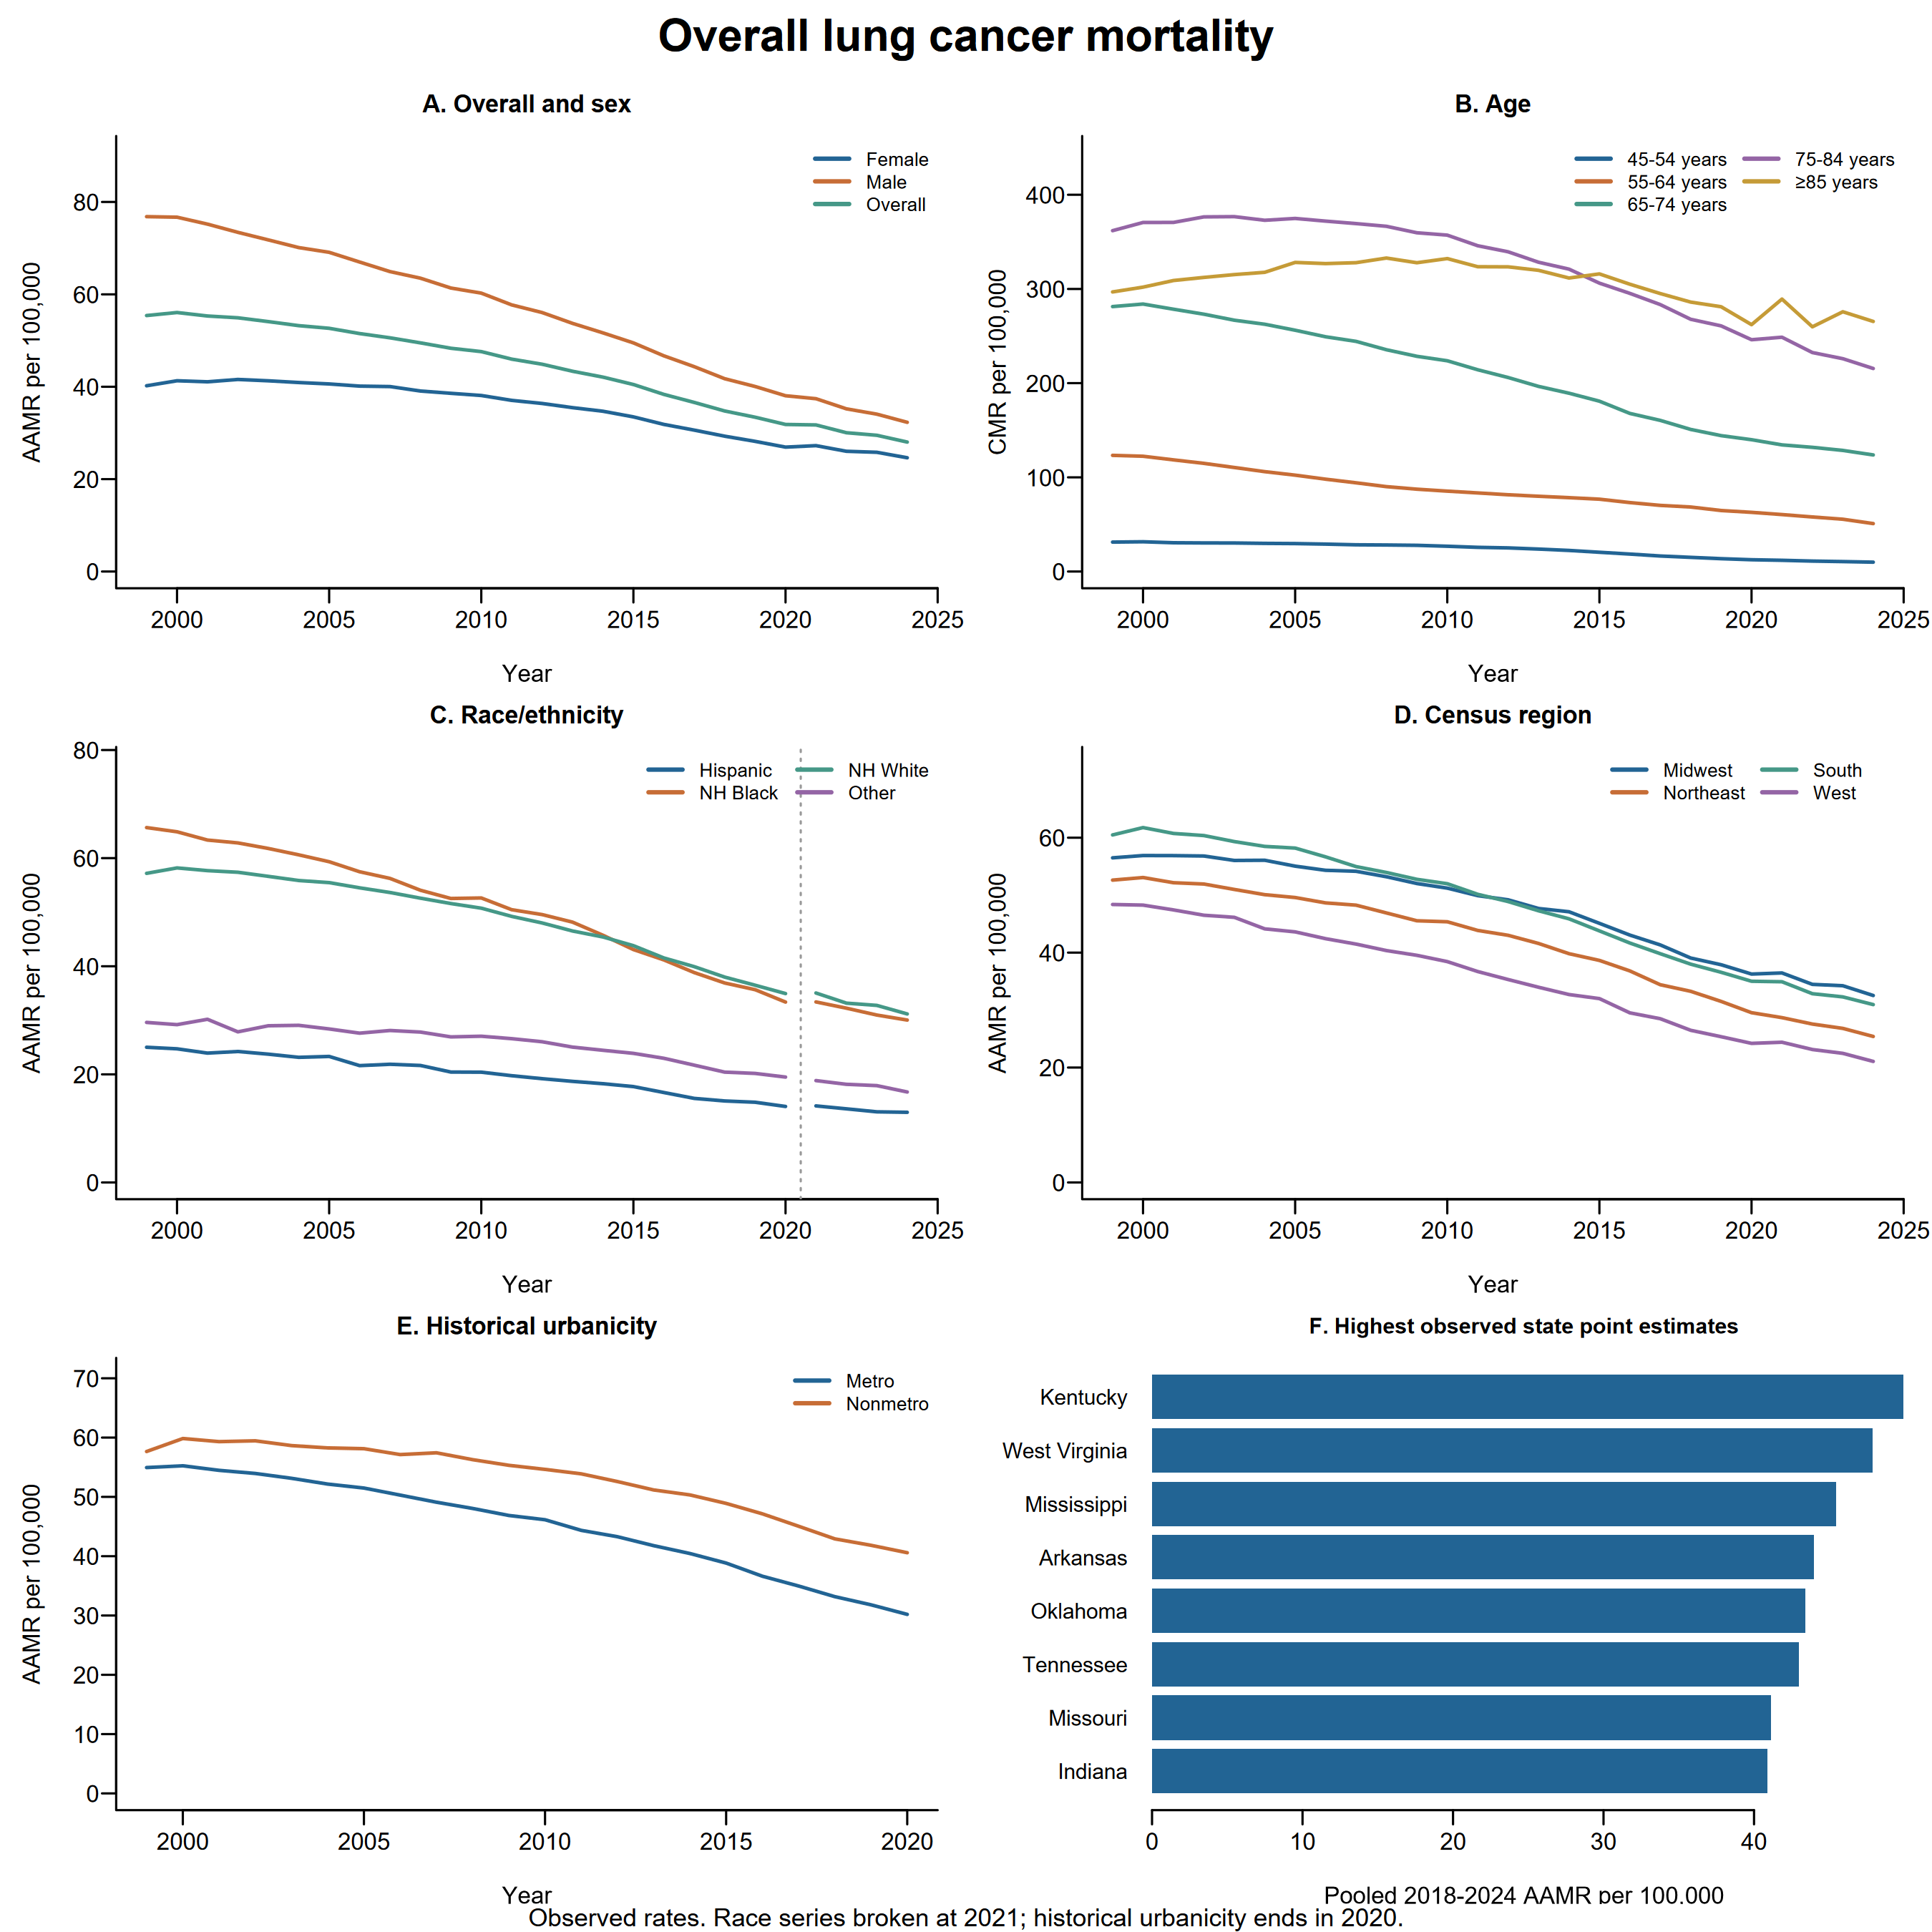 Overall lung cancer mortality
A. Overall and sex
AAMR per 100,000
80
60
40
20
0
Female
Male
Overall
2000 2005 2010 2015 2020 2025
Year
B. Age
CMR per 100,000
400
300
200
100
0
45-54 years 75-84 years
55-64 years ≥85 years
65-74 years
2000 2005 2010 2015 2020 2025
Year
C. Race/ethnicity
AAMR per 100,000
80
60
40
20
0
Hispanic NH White
NH Black Other
2000 2005 2010 2015 2020 2025
Year
D. Census region
AAMR per 100,000
60
40
20
0
Midwest South
Northeast West
2000 2005 2010 2015 2020 2025
Year
E. Historical urbanicity
AAMR per 100,000
70
60
50
40
30
20
10
0
Metro
Nonmetro
2000 2005 2010 2015 2020
Year
F. Highest observed state point estimates
Kentucky
West Virginia
Mississippi
Arkansas
Oklahoma
Tennessee
Missouri
Indiana
0 10 20 30 40
Pooled 2018-2024 AAMR per 100,000
Observed rates. Race series broken at 2021; historical urbanicity ends in 2020.